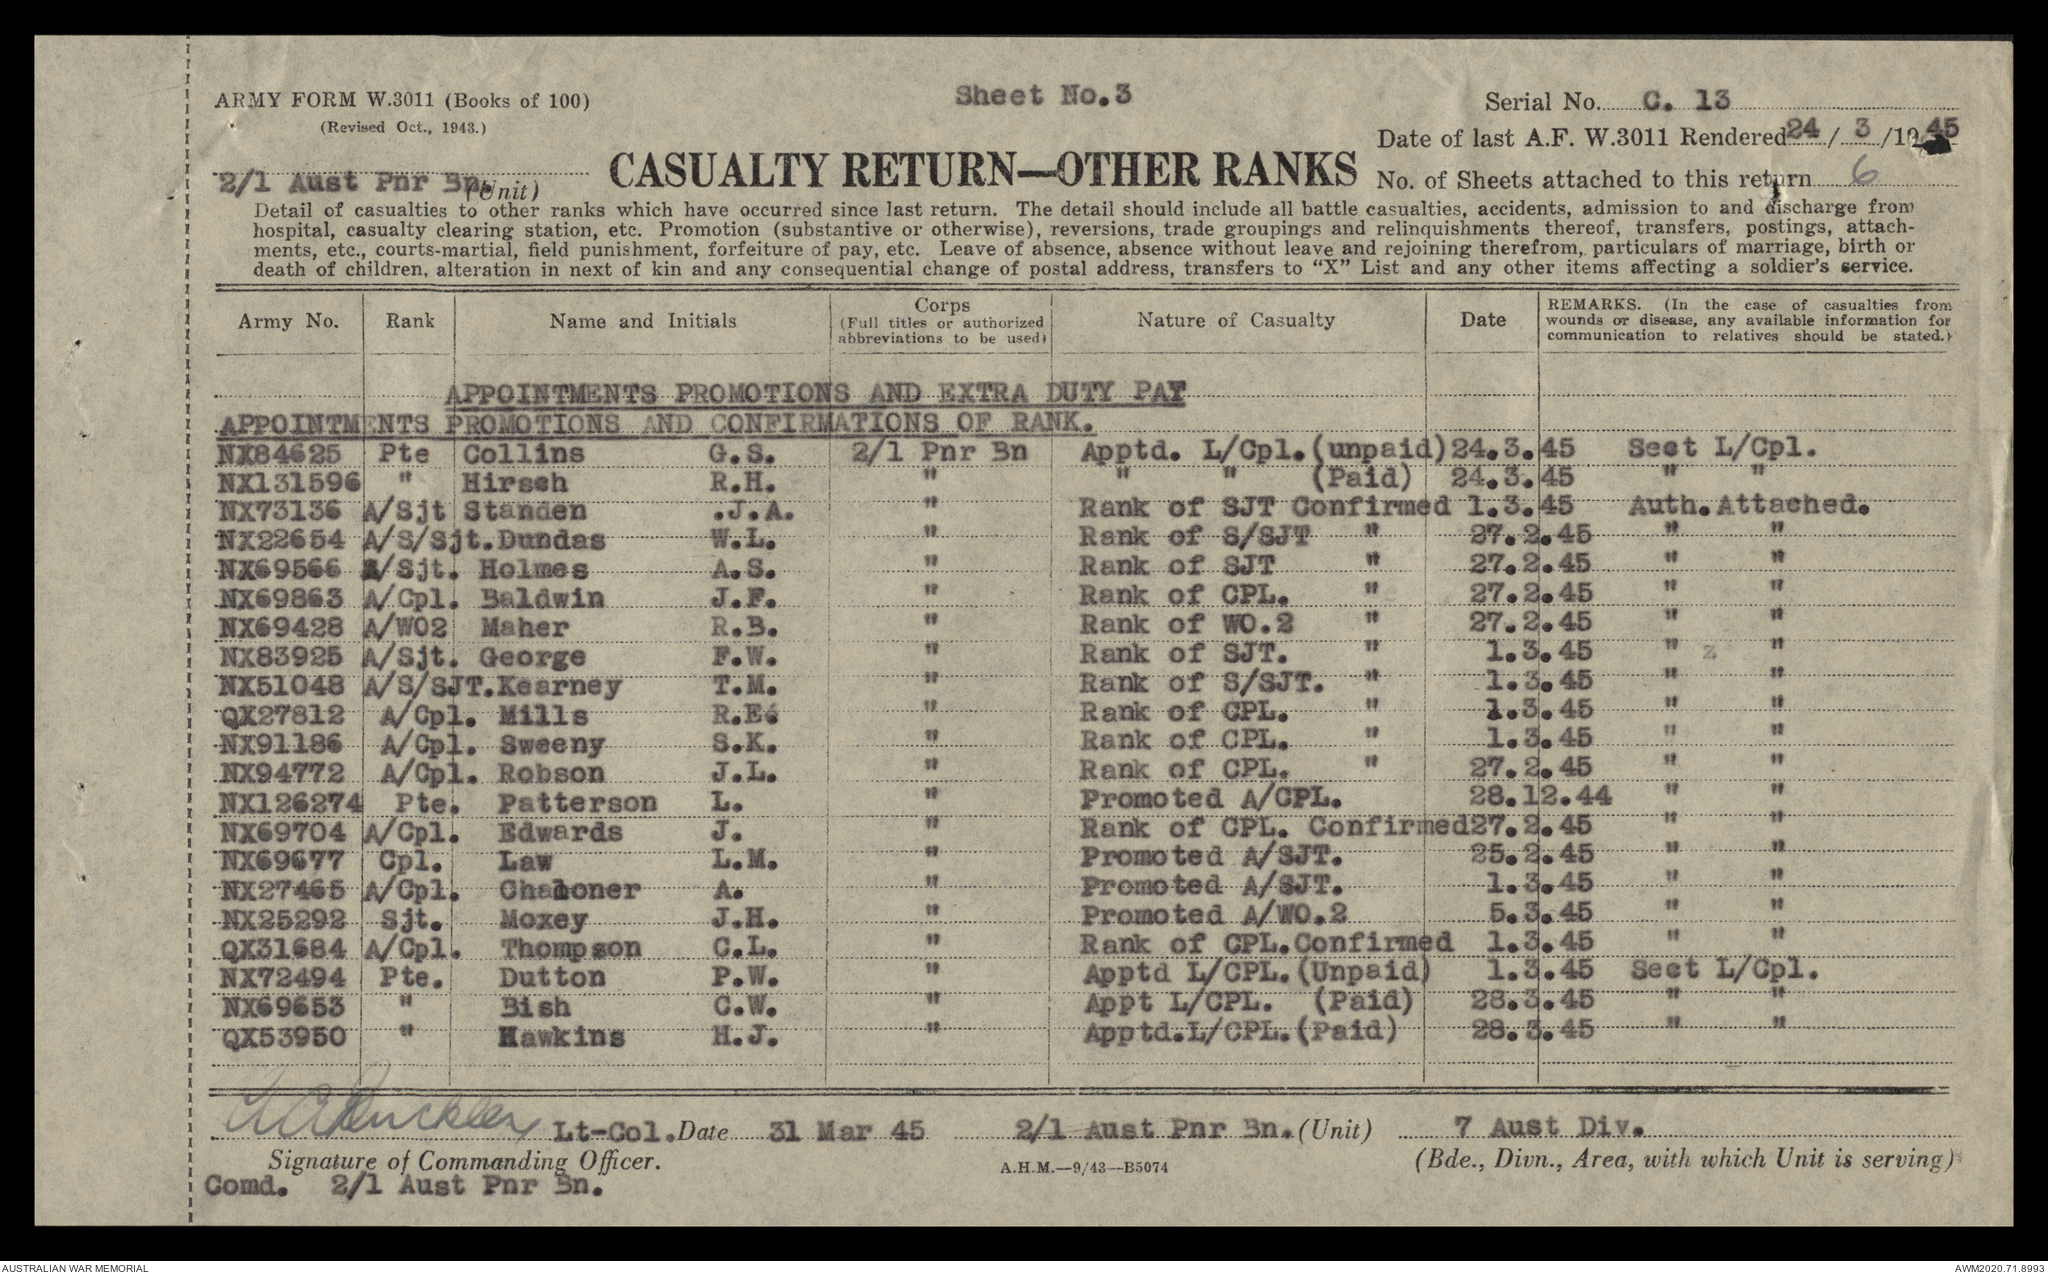 ARMY FORM W.3011 (Books of 100)
(Revised Oct., 1943.)
Sheet No.3
Serial No. C. 13
Date of last A.F. W.3011 Rendered 24 / 3 /1945
2/1 Aust Pnr Bn. (Unit)
CASUALTY RETURN—OTHER RANKS
No. of Sheets attached to this return 6
Detail of casualties to other ranks which have occurred since last return. The detail should include all battle casualties, accidents, admission to and discharge from
hospital, casualty clearing station, etc. Promotion (substantive or otherwise), reversions, trade groupings and relinquishments thereof, transfers, postings, attach-
ments, etc., courts-martial, field punishment, forfeiture of pay, etc. Leave of absence, absence without leave and rejoining therefrom, particulars of marriage, birth or
death of children, alteration in next of kin and any consequential change of postal address, transfers to “X” List and any other items affecting a soldier's service.
Army No. Rank Name and Initials Corps (Full titles or authorized abbreviations to be used) Nature of Casualty Date REMARKS. (In the case of casualties from wounds or disease, any available information for communication to relatives should be stated.)
APPOINTMENTS PROMOTIONS AND EXTRA DUTY PAY
APPOINTMENTS PROMOTIONS AND CONFIRMATIONS OF RANK.
NX84625 Pte Collins G.S. 2/1 Pnr Bn Apptd. L/Cpl.(unpaid) 24.3.45 Sect L/Cpl.
NX131596 " Hirsch R.H. " " " (Paid) 24.3.45 " "
NX73136 A/Sjt Standen .J.A. " Rank of SJT Confirmed 1.3.45 Auth.Attached.
NX22654 A/S/Sjt.Dundas W.L. " Rank of S/SJT " 27.2.45 " "
NX69566 A/Sjt. Holmes A.S. " Rank of SJT " 27.2.45 " "
NX69863 A/Cpl. Baldwin J.F. " Rank of CPL. " 27.2.45 " "
NX69428 A/WO2 Maher R.B. " Rank of WO.2 " 27.2.45 " "
NX83925 A/Sjt. George F.W. " Rank of SJT. " 1.3.45 " z "
NX51048 A/S/SJT.Kearney T.M. " Rank of S/SJT. " 1.3.45 " "
QX27812 A/Cpl. Mills R.E. " Rank of CPL. " 1.3.45 " "
NX91186 A/Cpl. Sweeny S.K. " Rank of CPL. " 1.3.45 " "
NX94772 A/Cpl. Robson J.L. " Rank of CPL. " 27.2.45 " "
NX126274 Pte. Patterson L. " Promoted A/CPL. 28.12.44 " "
NX69704 A/Cpl. Edwards J. " Rank of CPL. Confirmed 27.2.45 " "
NX69677 Cpl. Law L.M. " Promoted A/SJT. 25.2.45 " "
NX27465 A/Cpl. Chaloner A. " Promoted A/SJT. 1.3.45 " "
NX25292 Sjt. Moxey J.H. " Promoted A/WO.2 5.3.45 " "
QX31684 A/Cpl. Thompson C.L. " Rank of CPL.Confirmed 1.3.45 " "
NX72494 Pte. Dutton P.W. " Apptd L/CPL.(Unpaid) 1.3.45 Sect L/Cpl.
NX69653 " Bish C.W. " Appt L/CPL. (Paid) 28.3.45 " "
QX53950 " Hawkins H.J. " Apptd.L/CPL.(Paid) 28.3.45 " "
Lt-Col. Date 31 Mar 45 2/1 Aust Pnr Bn. (Unit) 7 Aust Div.
Signature of Commanding Officer. A.H.M.—9/43—B5074 (Bde., Divn., Area, with which Unit is serving)
Comd. 2/1 Aust Pnr Bn.
AUSTRALIAN WAR MEMORIAL AWM2020.71.8993